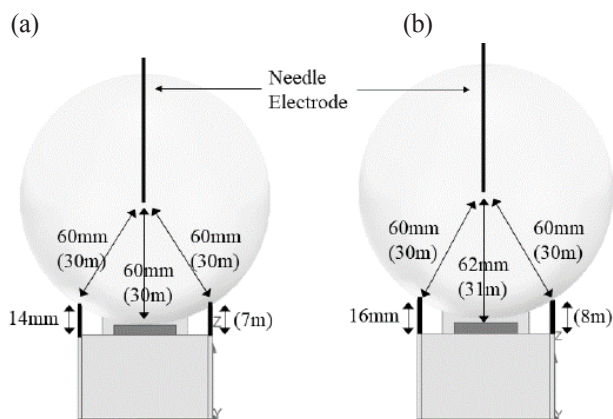 (a)
(b)
Needle
Electrode
60mm
(30m)
60mm
(30m)
60mm
(30m)
14mm
(7m)
Z
Y
60mm
(30m)
62mm
(31m)
60mm
(30m)
16mm
(8m)
Z
Y